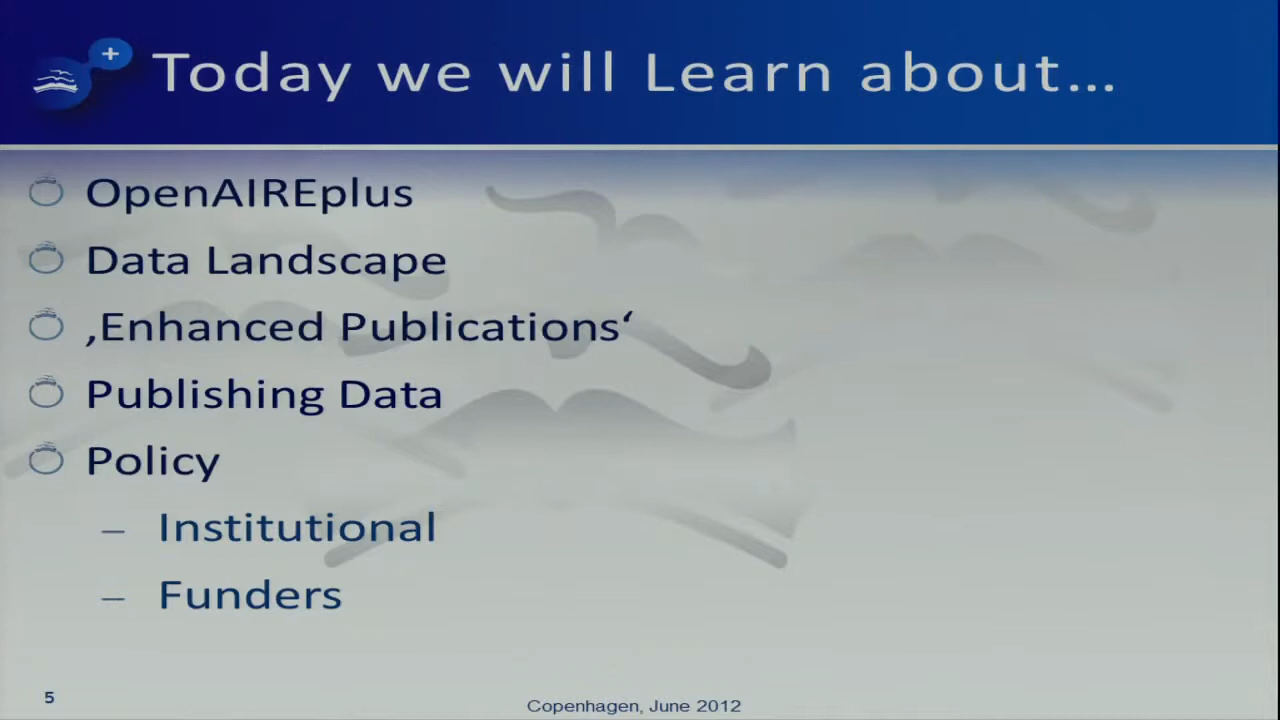 Today we will Learn about...
OpenAIREplus
Data Landscape
‚Enhanced Publications‘
Publishing Data
Policy
– Institutional
– Funders
5
Copenhagen, June 2012